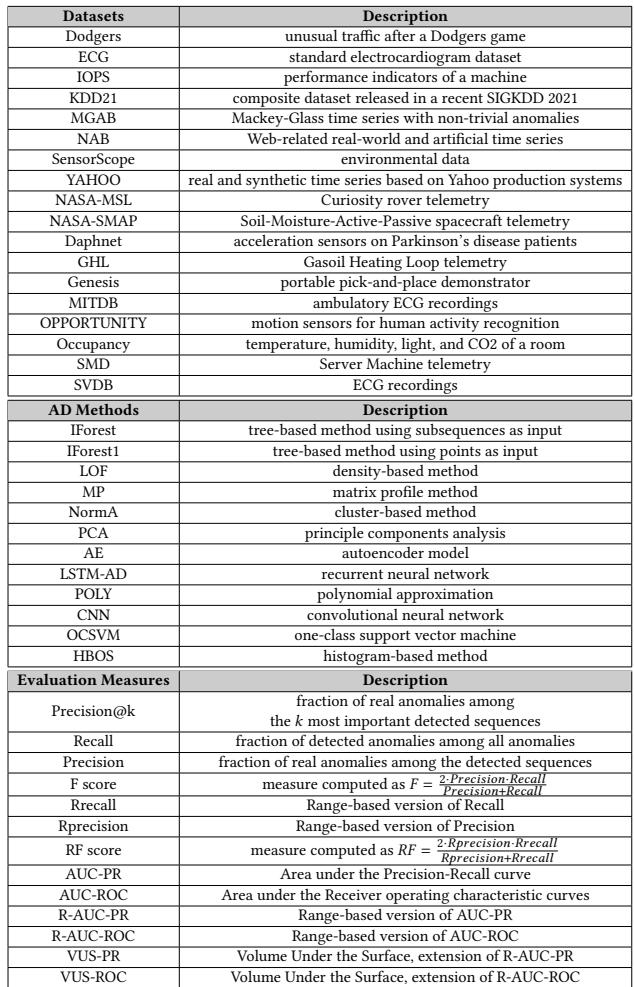 Datasets Description
Dodgers unusual traffic after a Dodgers game
ECG standard electrocardiogram dataset
IOPS performance indicators of a machine
KDD21 composite dataset released in a recent SIGKDD 2021
MGAB Mackey-Glass time series with non-trivial anomalies
NAB Web-related real-world and artificial time series
SensorScope environmental data
YAHOO real and synthetic time series based on Yahoo production systems
NASA-MSL Curiosity rover telemetry
NASA-SMAP Soil-Moisture-Active-Passive spacecraft telemetry
Daphnet acceleration sensors on Parkinson's disease patients
GHL Gasoil Heating Loop telemetry
Genesis portable pick-and-place demonstrator
MITDB ambulatory ECG recordings
OPPORTUNITY motion sensors for human activity recognition
Occupancy temperature, humidity, light, and CO2 of a room
SMD Server Machine telemetry
SVDB ECG recordings
AD Methods Description
IForest tree-based method using subsequences as input
IForest1 tree-based method using points as input
LOF density-based method
MP matrix profile method
NormA cluster-based method
PCA principle components analysis
AE autoencoder model
LSTM-AD recurrent neural network
POLY polynomial approximation
CNN convolutional neural network
OCSVM one-class support vector machine
HBOS histogram-based method
Evaluation Measures Description
Precision@k fraction of real anomalies among
the k most important detected sequences
Recall fraction of detected anomalies among all anomalies
Precision fraction of real anomalies among the detected sequences
F score measure computed as F = 2·Precision·Recall / Precision+Recall
Rrecall Range-based version of Recall
Rprecision Range-based version of Precision
RF score measure computed as RF = 2·Rprecision·Rrecall / Rprecision+Rrecall
AUC-PR Area under the Precision-Recall curve
AUC-ROC Area under the Receiver operating characteristic curves
R-AUC-PR Range-based version of AUC-PR
R-AUC-ROC Range-based version of AUC-ROC
VUS-PR Volume Under the Surface, extension of R-AUC-PR
VUS-ROC Volume Under the Surface, extension of R-AUC-ROC